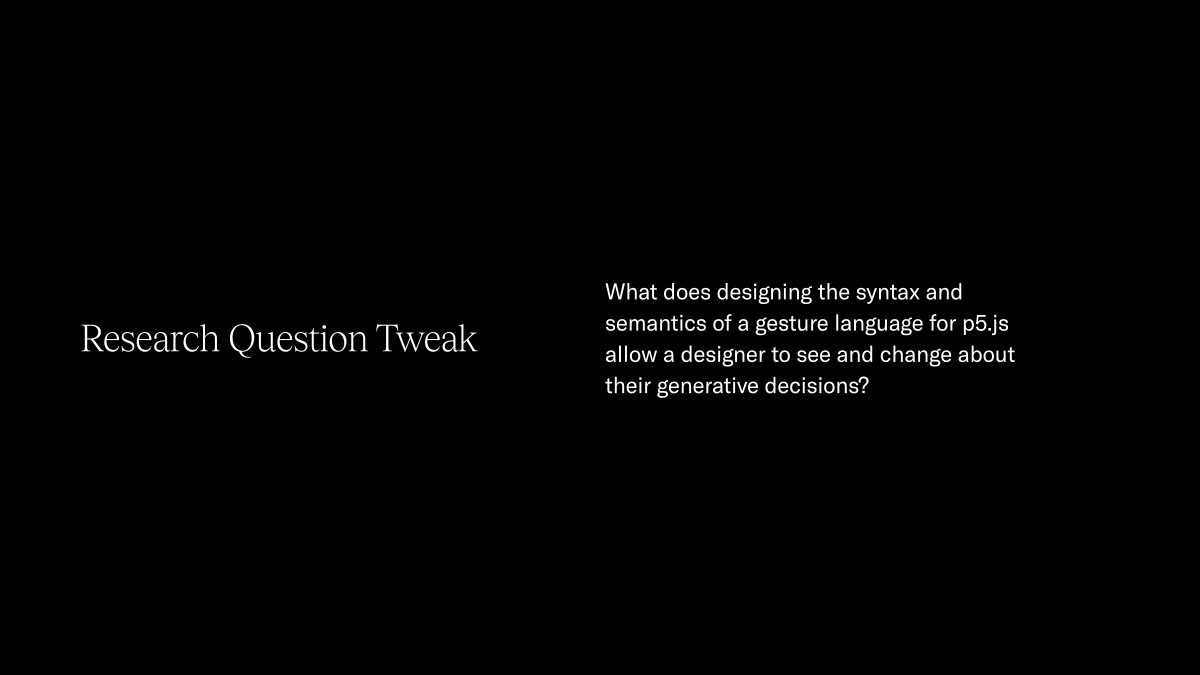 Research Question Tweak
What does designing the syntax and
semantics of a gesture language for p5.js
allow a designer to see and change about
their generative decisions?